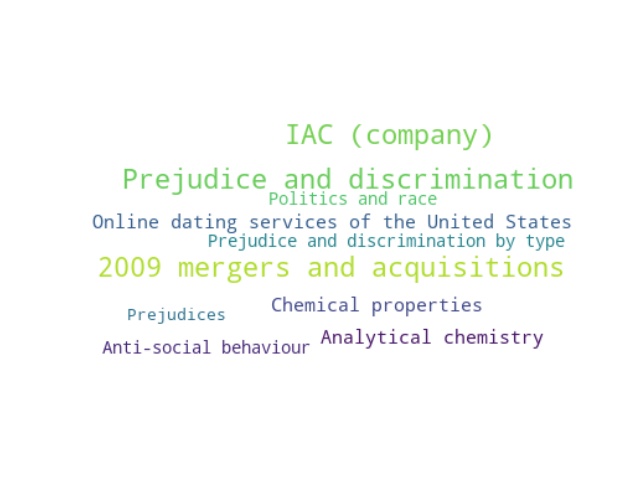 IAC (company)
Prejudice and discrimination
Politics and race
Online dating services of the United States
Prejudice and discrimination by type
2009 mergers and acquisitions
Chemical properties
Prejudices
Analytical chemistry
Anti-social behaviour